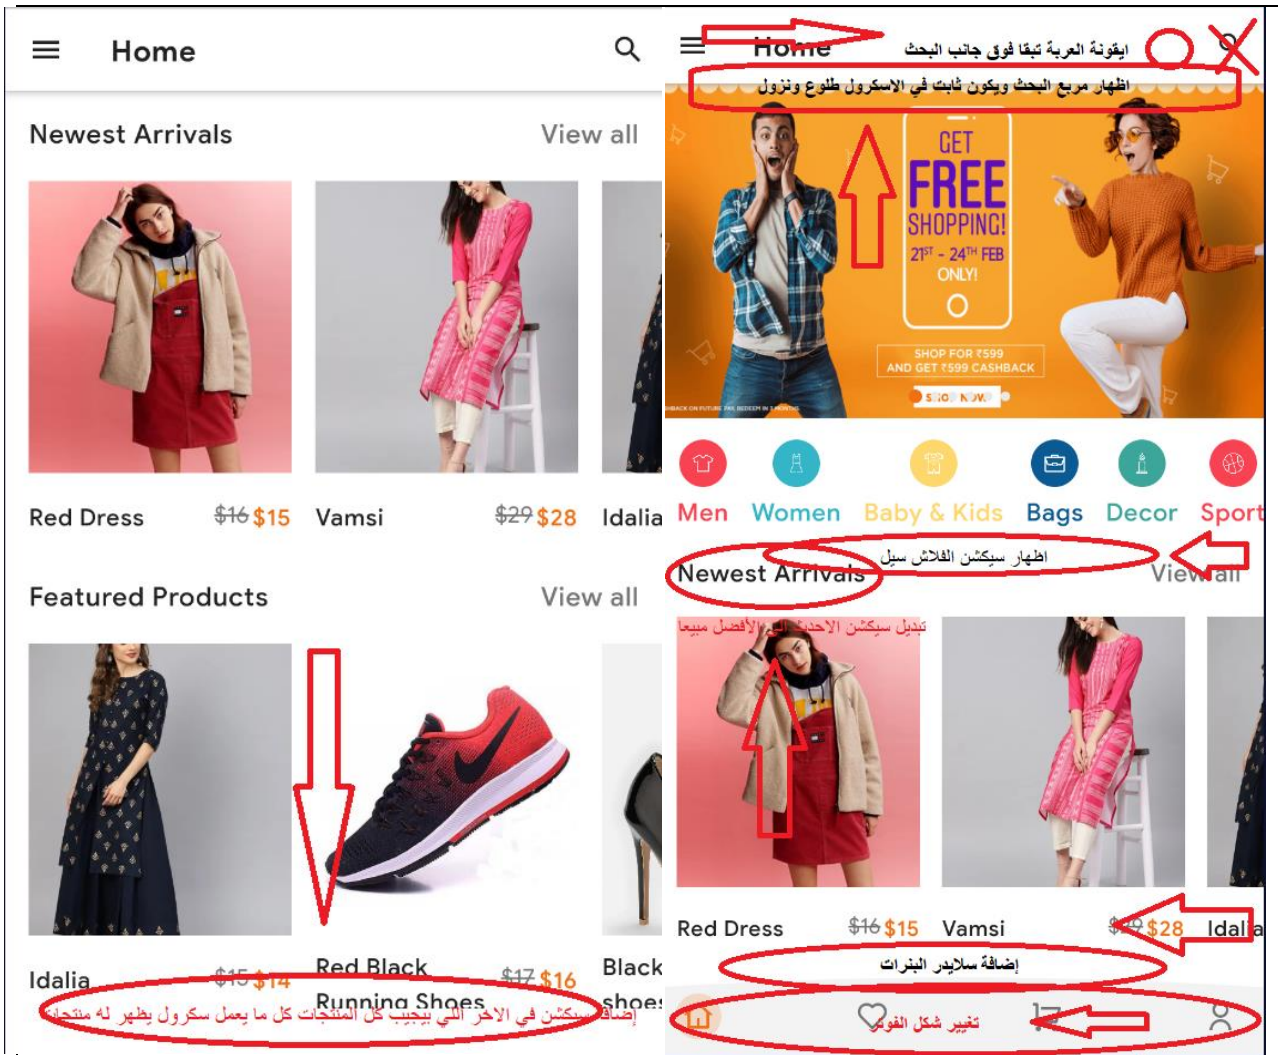 Home
Newest Arrivals
View all
Red Dress
$16 $15
Vamsi
$29 $28
Idalia
Featured Products
View all
Idalia
$15 $14
Red Black
Running Shoes
$17 $16
Black
shoes
إضافة سيكشن في الاخر اللي بيجيب كل المنتجات كل ما يعمل سكرول يظهر له منتجات
Home
ايقونة العربة تبقا فوق جانب البحث
اظهار مربع البحث ويكون ثابت في الاسكرول طلوع ونزول
GET
FREE
SHOPPING!
21ST - 24TH FEB
ONLY!
SHOP FOR ₹599
AND GET ₹599 CASHBACK
SHOP NOW
Men
Women
Baby & Kids
Bags
Decor
Sport
اظهار سيكشن الفلاش سيل
Newest Arrivals
View all
تبديل سيكشن الاحدث الي الأفضل مبيعا
Red Dress
$16 $15
Vamsi
$29 $28
Idalia
إضافة سلايدر البنرات
تغيير شكل الفوتر